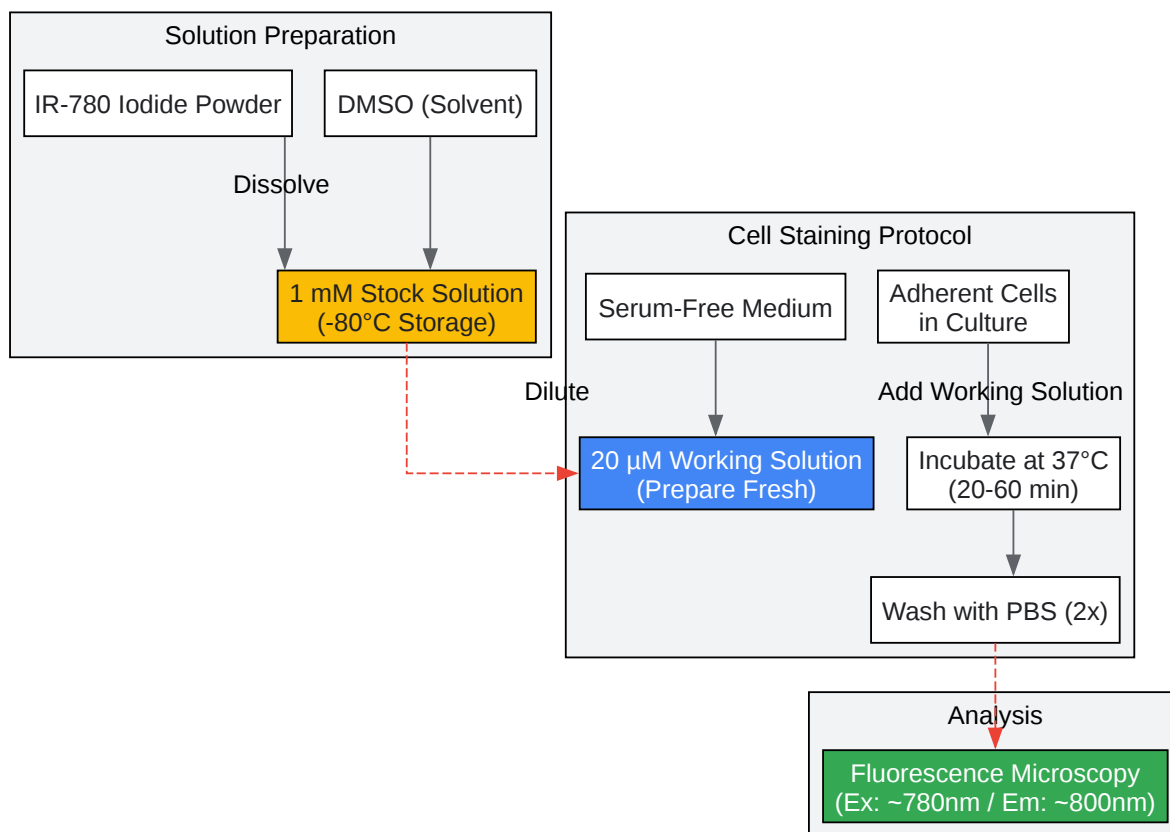 Solution Preparation
IR-780 Iodide Powder
DMSO (Solvent)
Dissolve
1 mM Stock Solution
(-80°C Storage)
Cell Staining Protocol
Serum-Free Medium
Adherent Cells
in Culture
Dilute
Add Working Solution
20 µM Working Solution
(Prepare Fresh)
Incubate at 37°C
(20-60 min)
Wash with PBS (2x)
Analysis
Fluorescence Microscopy
(Ex: ~780nm / Em: ~800nm)